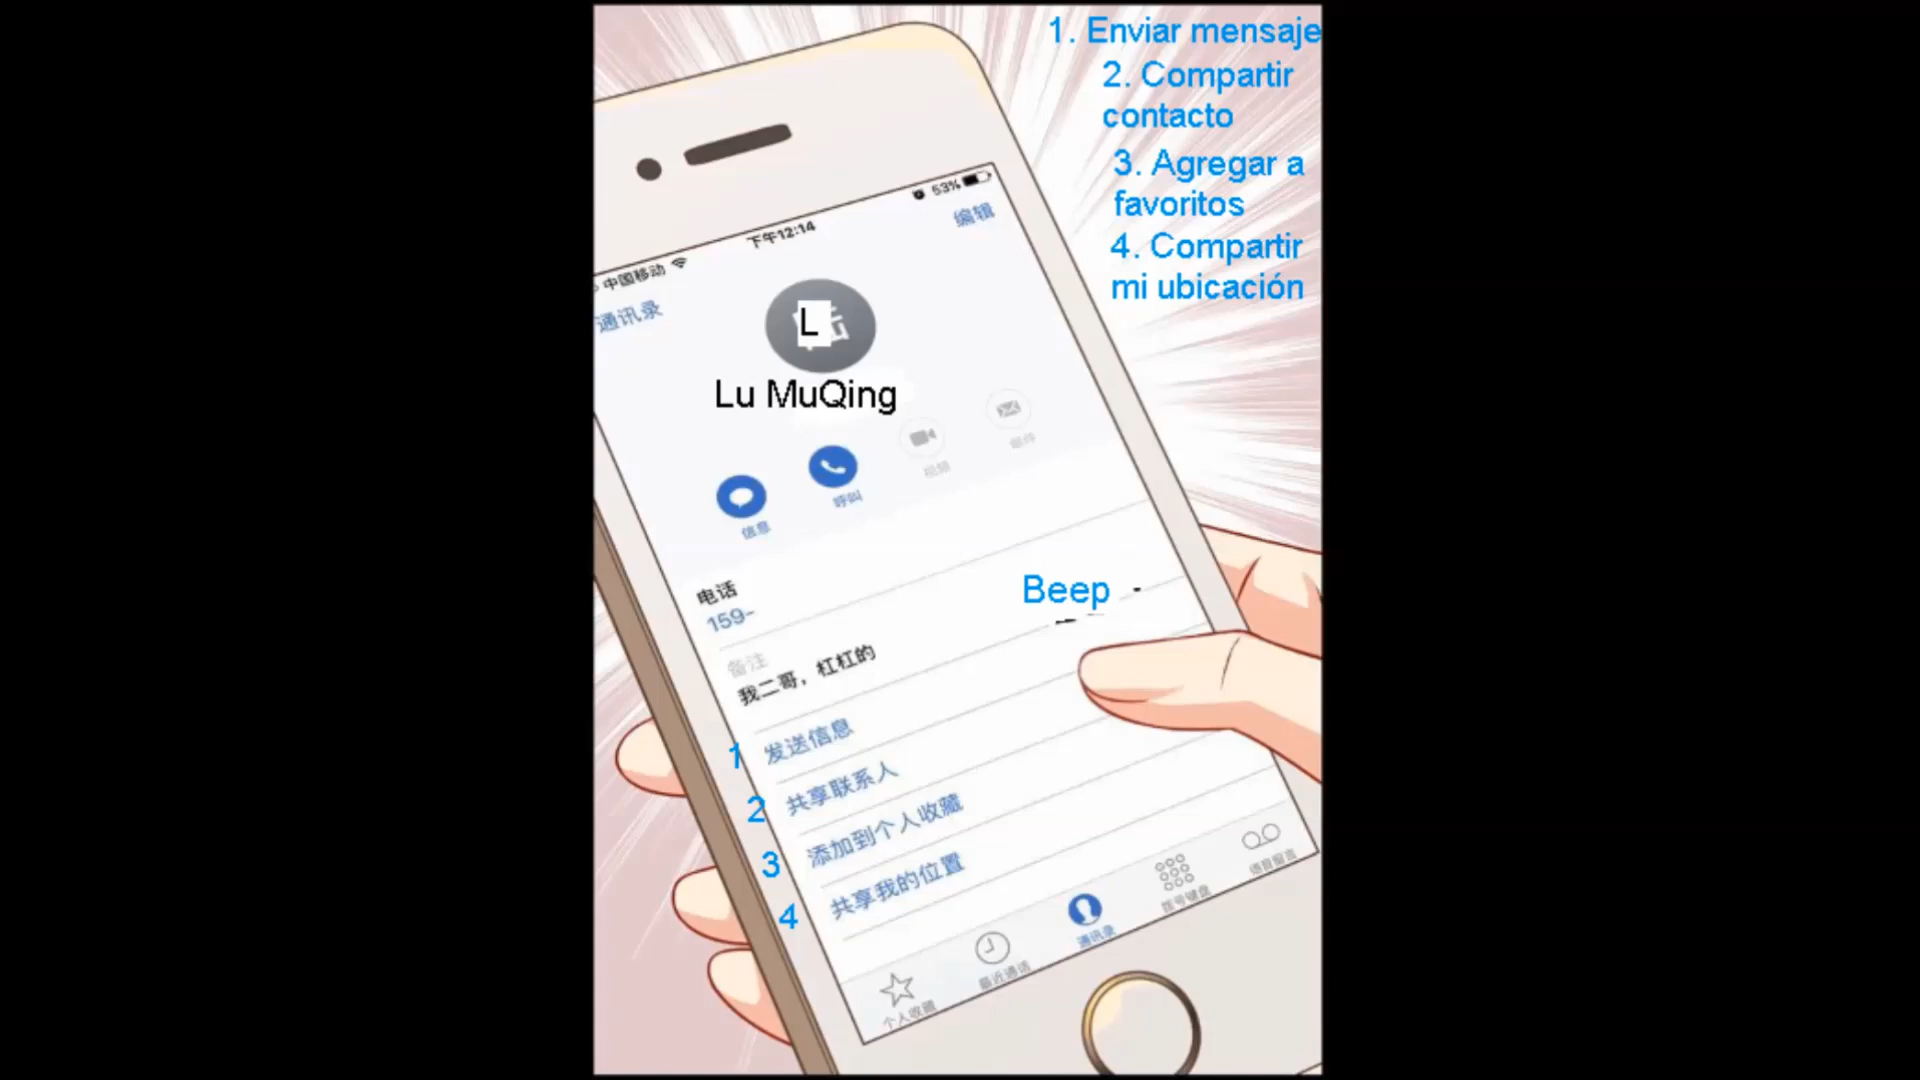 1. Enviar mensaje
2. Compartir
contacto
3. Agregar a
favoritos
4. Compartir
mi ubicación
53%
下午12:14
中国移动
编辑
通讯录
L
Lu MuQing
信息
呼叫
视频
邮件
电话
159-
Beep
备注
我二哥，杠杠的
1 发送信息
2 共享联系人
3 添加到个人收藏
4 共享我的位置
个人收藏
最近通话
通讯录
拨号键盘
语音留言